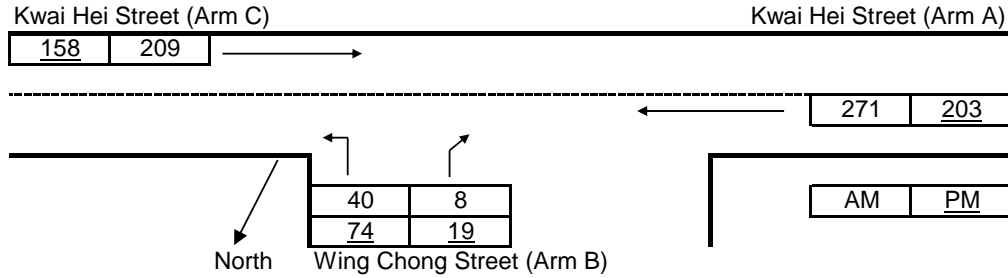 Kwai Hei Street (Arm C) Kwai Hei Street (Arm A)
158 209
271 203
40 8 AM PM
74 19
North Wing Chong Street (Arm B)